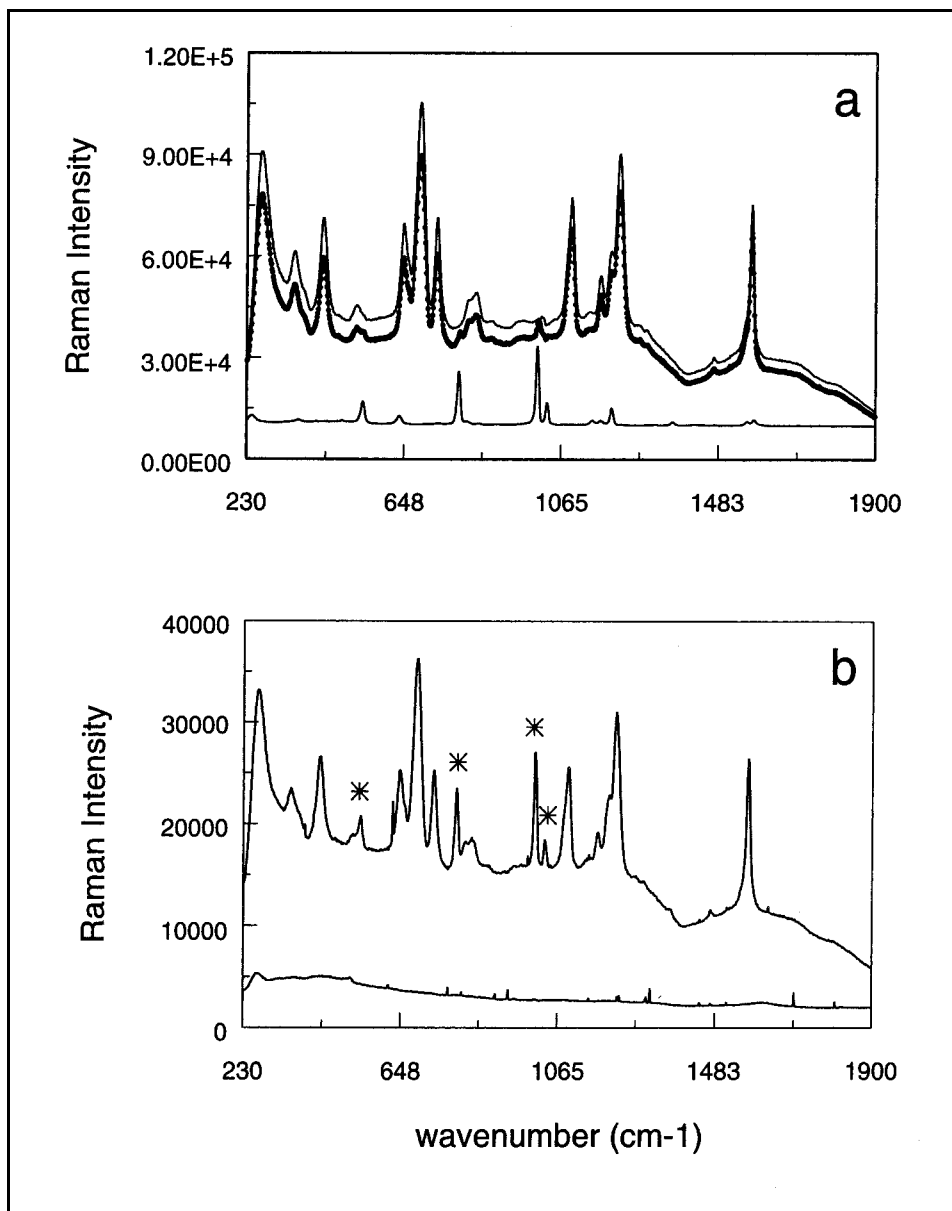 1.20E+5
a
9.00E+4
Raman Intensity
6.00E+4
3.00E+4
0.00E00
230 648 1065 1483 1900
40000
b
30000
Raman Intensity
20000
10000
0
230 648 1065 1483 1900
wavenumber (cm-1)